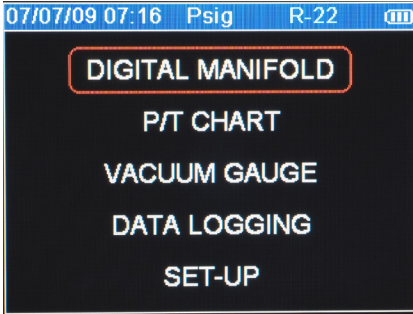 07/07/09 07:16 Psig R-22
DIGITAL MANIFOLD
P/T CHART
VACUUM GAUGE
DATA LOGGING
SET-UP